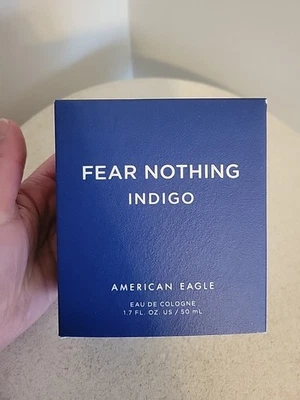 FEAR NOTHING
INDIGO
AMERICAN EAGLE
EAU DE COLOGNE
1.7 FL. OZ. US / 50 mL